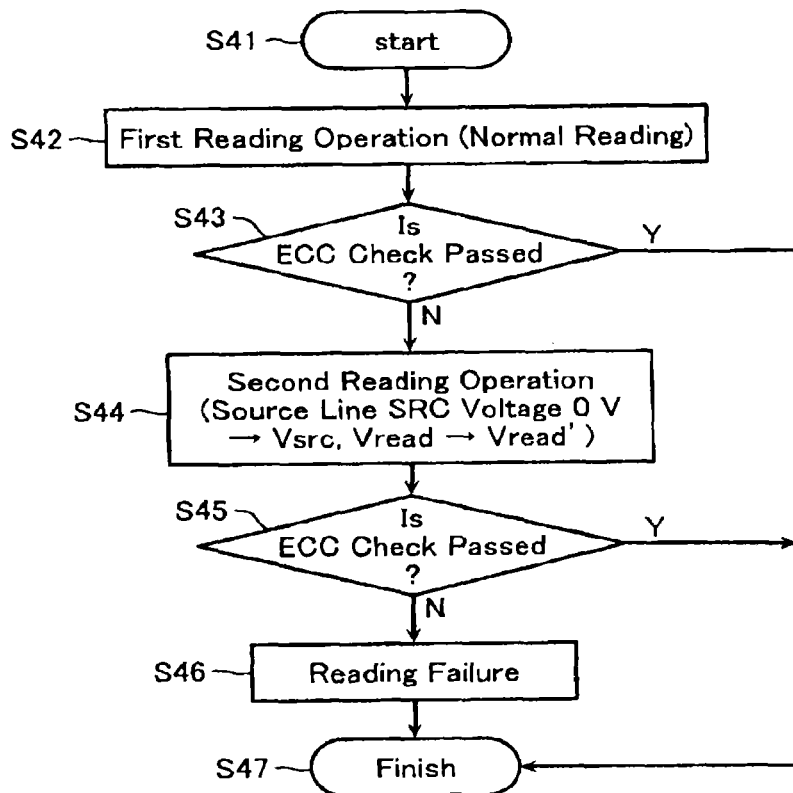 S41
start
S42
First Reading Operation (Normal Reading)
S43
Is
ECC Check Passed
?
Y
N
S44
Second Reading Operation
(Source Line SRC Voltage 0 V
→ Vsrc, Vread → Vread')
S45
Is
ECC Check Passed
?
Y
N
S46
Reading Failure
S47
Finish